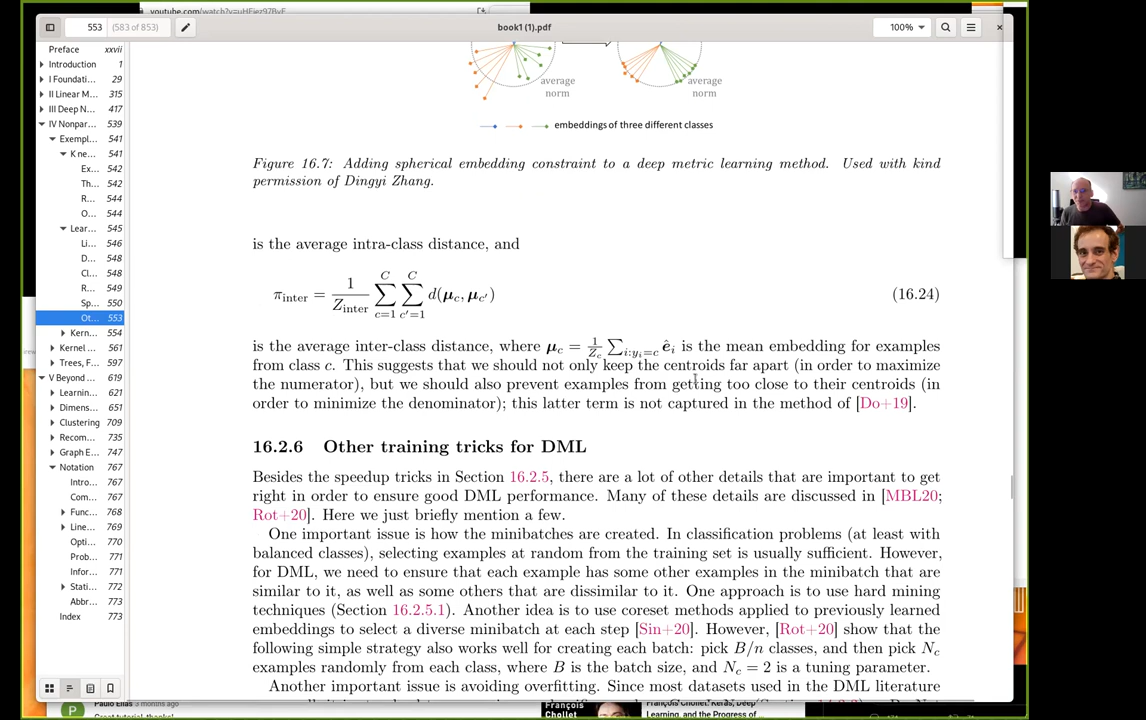 youtube.com/watch?v=uHEjez97BvE
553 (583 of 853)
book1 (1).pdf
100%
Preface xxvii
Introduction 1
I Foundati... 29
II Linear M... 315
III Deep N... 417
IV Nonpar... 539
Exempl... 541
K ne... 541
Ex... 542
Th... 542
R... 544
O... 544
Lear... 545
Li... 546
D... 548
Cl... 548
R... 549
Sp... 550
Ot... 553
Kern... 554
Kernel ... 561
Trees, F... 597
V Beyond ... 619
Learnin... 621
Dimens... 651
Clustering 709
Recom... 735
Graph E... 747
Notation 767
Intro... 767
Com... 767
Func... 768
Line... 769
Opti... 770
Prob... 771
Infor... 771
Stati... 772
Abbr... 773
Index 773
average norm
average norm
embeddings of three different classes
Figure 16.7: Adding spherical embedding constraint to a deep metric learning method. Used with kind
permission of Dingyi Zhang.
is the average intra-class distance, and
π_inter = 1/Z_inter ∑_{c=1}^{C} ∑_{c'=1}^{C} d(μ_c, μ_{c'}) (16.24)
is the average inter-class distance, where μ_c = 1/Z_c ∑_{i:y_i=c} ê_i is the mean embedding for examples
from class c. This suggests that we should not only keep the centroids far apart (in order to maximize
the numerator), but we should also prevent examples from getting too close to their centroids (in
order to minimize the denominator); this latter term is not captured in the method of [Do+19].
16.2.6 Other training tricks for DML
Besides the speedup tricks in Section 16.2.5, there are a lot of other details that are important to get
right in order to ensure good DML performance. Many of these details are discussed in [MBL20;
Rot+20]. Here we just briefly mention a few.
One important issue is how the minibatches are created. In classification problems (at least with
balanced classes), selecting examples at random from the training set is usually sufficient. However,
for DML, we need to ensure that each example has some other examples in the minibatch that are
similar to it, as well as some others that are dissimilar to it. One approach is to use hard mining
techniques (Section 16.2.5.1). Another idea is to use coreset methods applied to previously learned
embeddings to select a diverse minibatch at each step [Sin+20]. However, [Rot+20] show that the
following simple strategy also works well for creating each batch: pick B/n classes, and then pick N_c
examples randomly from each class, where B is the batch size, and N_c = 2 is a tuning parameter.
Another important issue is avoiding overfitting. Since most datasets used in the DML literature
Paulo Elias 3 months ago
François
Chollet
Learning, and the Progress of